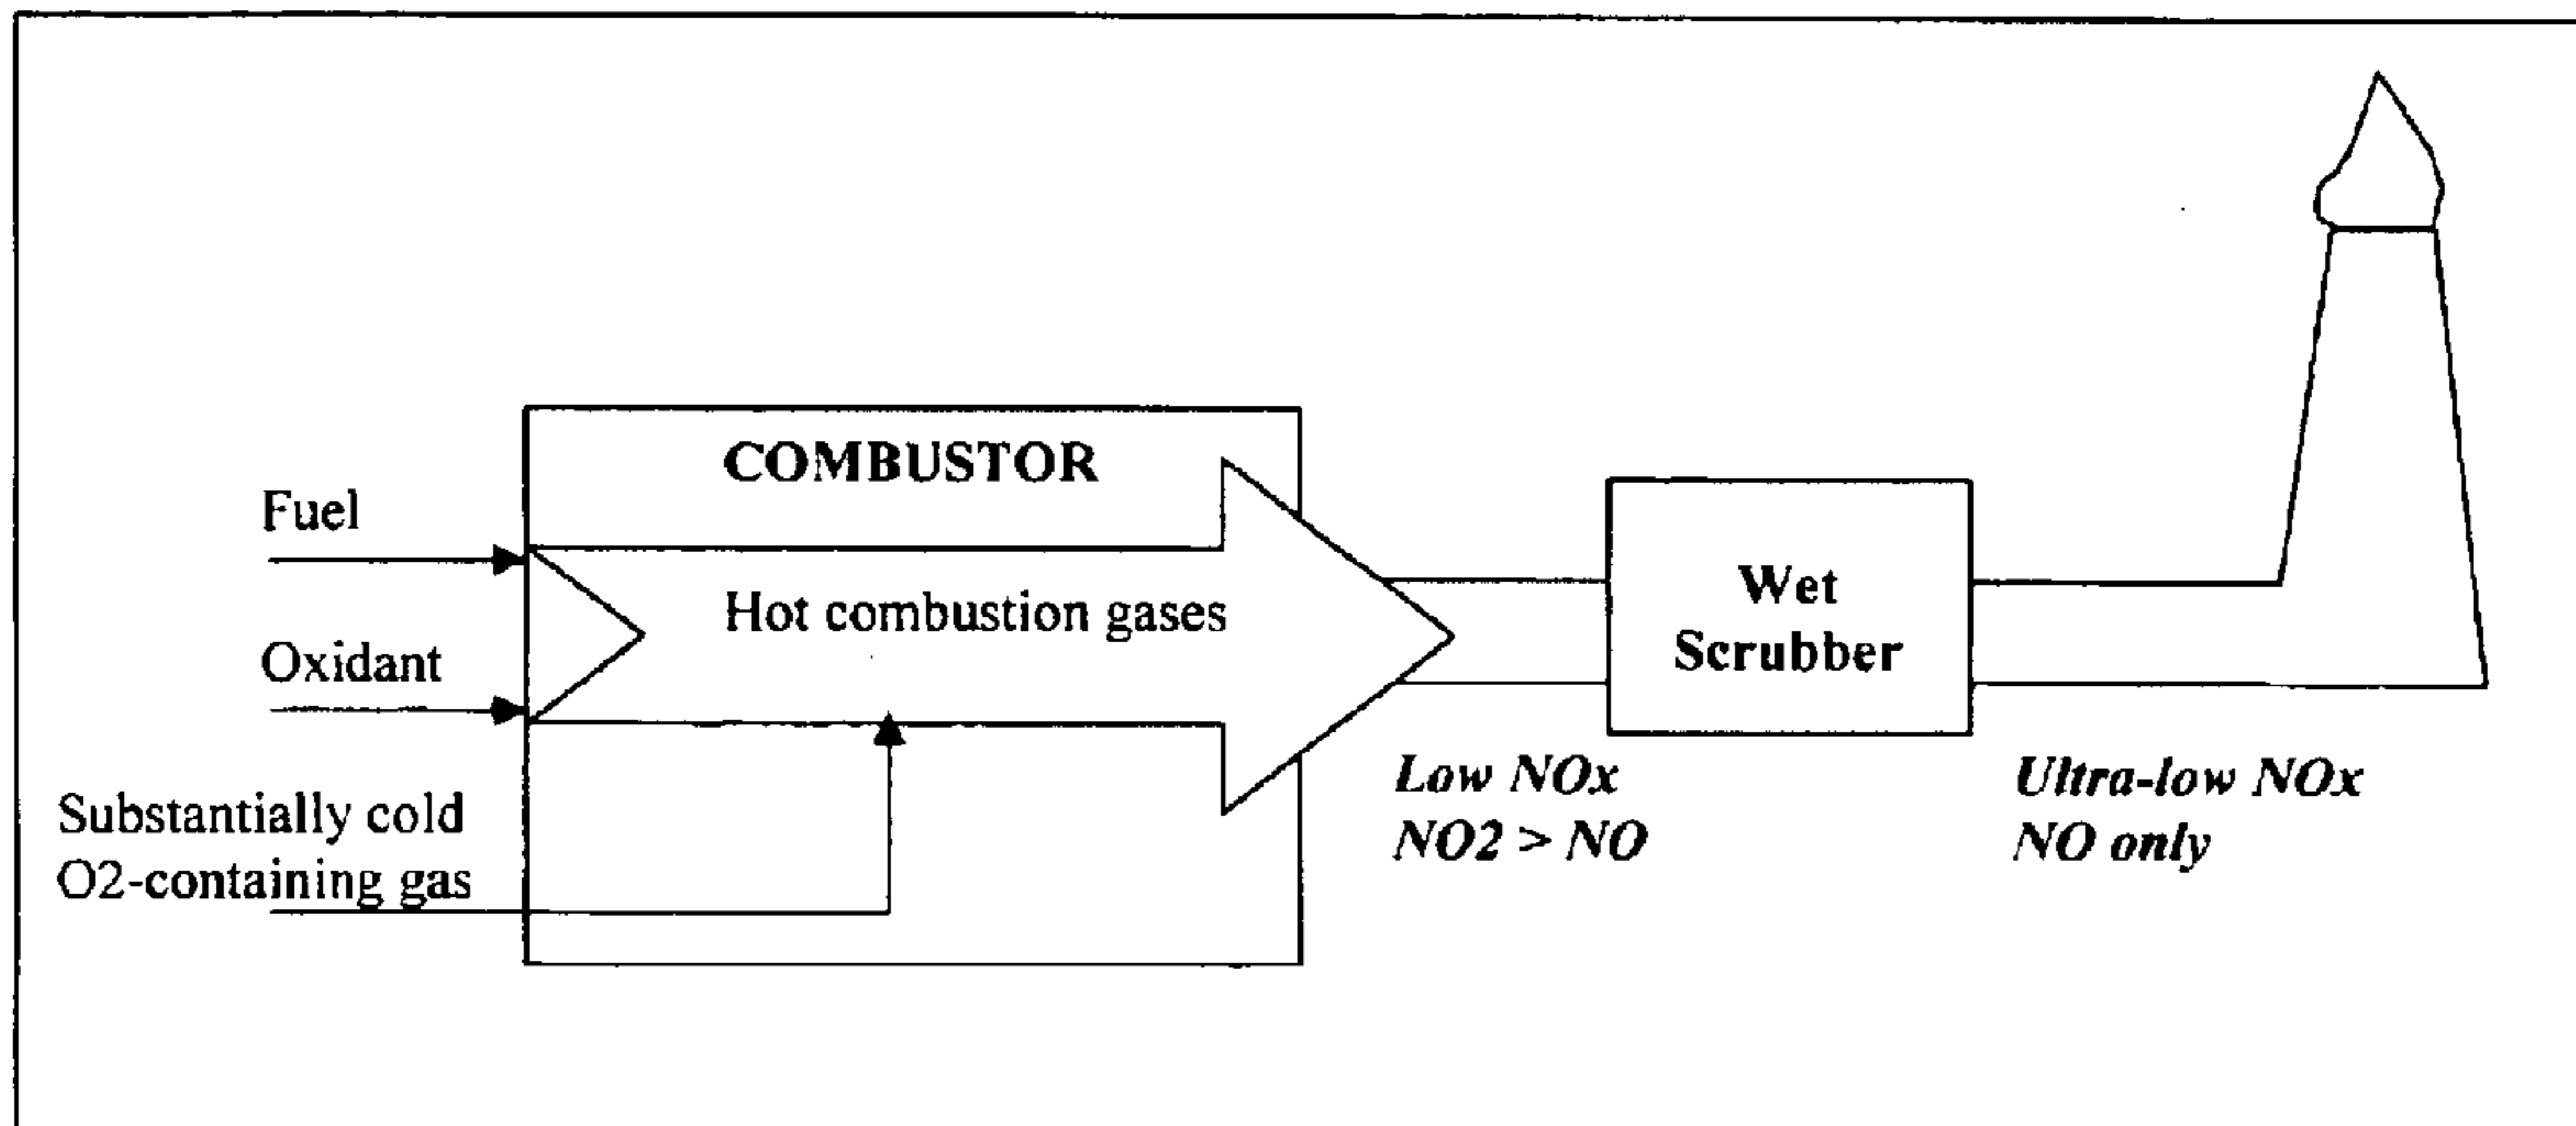 COMBUSTOR
Fuel
Hot combustion gases
Oxidant
Substantially cold
O2-containing gas
Wet
Scrubber
Low NOx
NO2 > NO
Ultra-low NOx
NO only